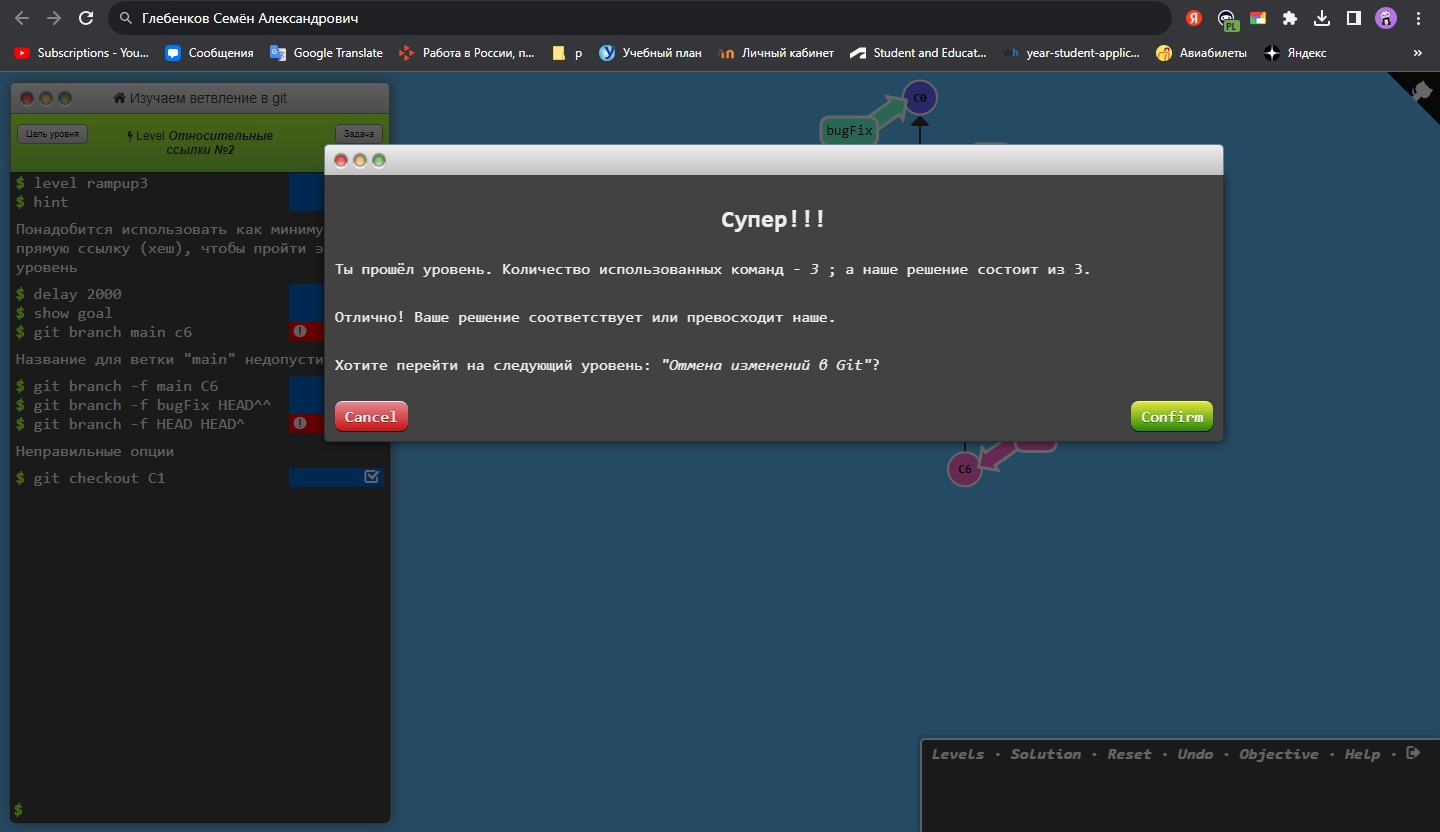 Глебенков Семён Александрович
PL
Subscriptions - You...
Сообщения
Google Translate
Работа в России, п...
р
Учебный план
Личный кабинет
Student and Educat...
wh year-student-applic...
Авиабилеты
Яндекс
»
Изучаем ветвление в git
Цель уровня
Level Относительные
ссылки №2
Задача
$ level rampup3
$ hint
Понадобится использовать как миниму
прямую ссылку (хеш), чтобы пройти э
уровень
$ delay 2000
$ show goal
$ git branch main c6
Название для ветки "main" недопусти
$ git branch -f main C6
$ git branch -f bugFix HEAD^^
$ git branch -f HEAD HEAD^
Неправильные опции
$ git checkout C1
$
C0
bugFix
Супер!!!
Ты прошёл уровень. Количество использованных команд - 3 ; а наше решение состоит из 3.
Отлично! Ваше решение соответствует или превосходит наше.
Хотите перейти на следующий уровень: "Отмена изменений в Git"?
Cancel
Confirm
C6
Levels · Solution · Reset · Undo · Objective · Help ·